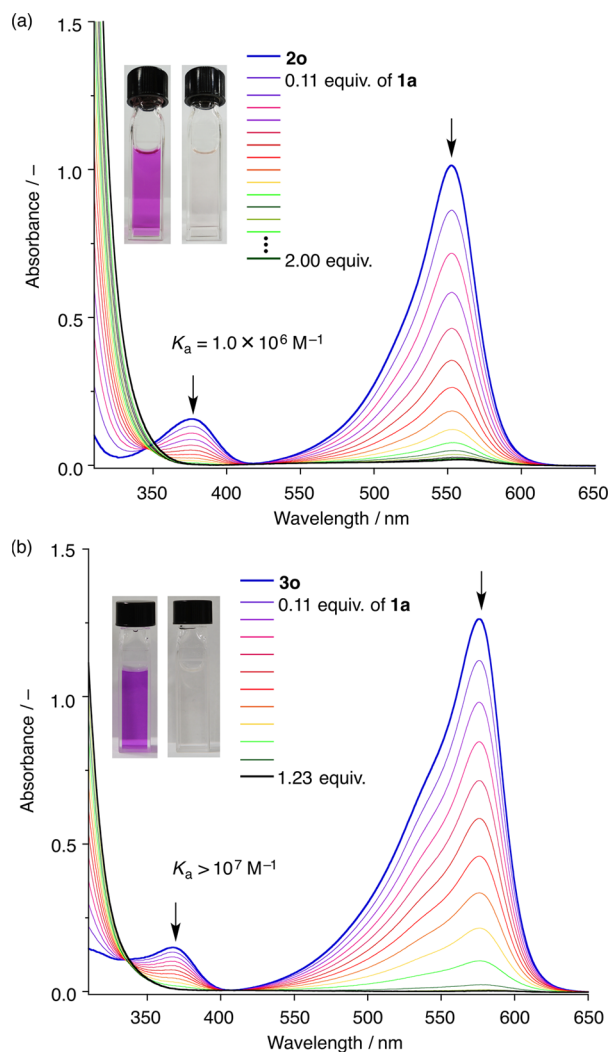 (a)
1.5
1.0
0.5
0.0
Absorbance / –
2o
0.11 equiv. of 1a
2.00 equiv.
Ka = 1.0 × 10⁶ M⁻¹
350 400 550 500 550 600 650
Wavelength / nm
(b)
1.5
1.0
0.5
0.0
Absorbance / –
3o
0.11 equiv. of 1a
1.23 equiv.
Ka > 10⁷ M⁻¹
350 400 550 500 550 600 650
Wavelength / nm